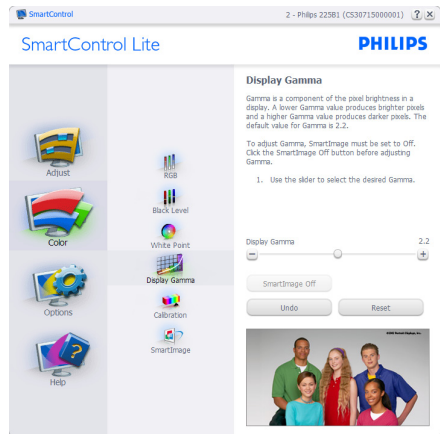 SmartControl
2 - Philips 225B1 (CS30715000001)
SmartControl Lite
PHILIPS
Adjust
Color
Options
Help
RGB
Black Level
White Point
Display Gamma
Calibration
SmartImage
Display Gamma
Gamma is a component of the pixel brightness in a
display. A lower Gamma value produces brighter pixels
and a higher Gamma value produces darker pixels. The
default value for Gamma is 2.2.
To adjust Gamma, SmartImage must be set to Off.
Click the SmartImage Off button before adjusting
Gamma.
1. Use the slider to select the desired Gamma.
Display Gamma 2.2
SmartImage Off
Undo Reset